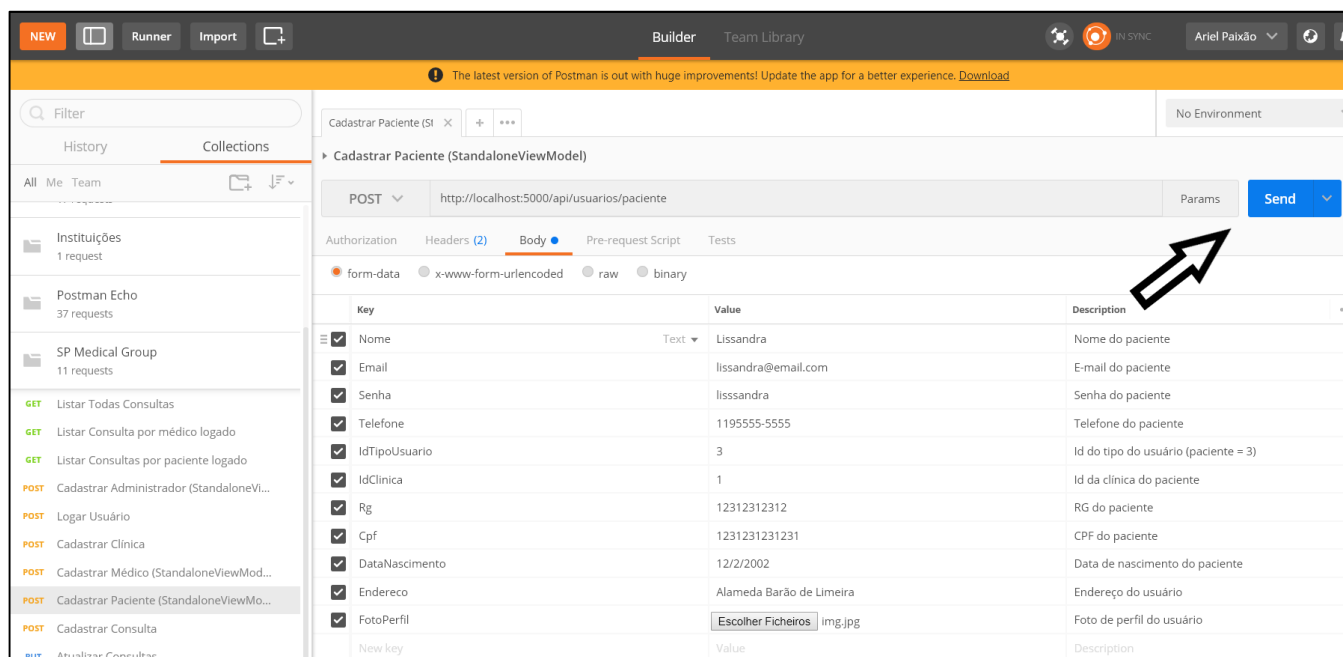 NEW Runner Import Builder Team Library IN SYNC Ariel Paixão
The latest version of Postman is out with huge improvements! Update the app for a better experience. Download
Filter
History Collections
All Me Team
Instituições
1 request
Postman Echo
37 requests
SP Medical Group
11 requests
GET Listar Todas Consultas
GET Listar Consulta por médico logado
GET Listar Consultas por paciente logado
POST Cadastrar Administrador (StandaloneVi...
POST Logar Usuário
POST Cadastrar Clínica
POST Cadastrar Médico (StandaloneViewMod...
POST Cadastrar Paciente (StandaloneViewMo...
POST Cadastrar Consulta
PUT Atualizar Consultas
Cadastrar Paciente (St No Environment
Cadastrar Paciente (StandaloneViewModel)
POST http://localhost:5000/api/usuarios/paciente Params Send
Authorization Headers (2) Body Pre-request Script Tests
form-data x-www-form-urlencoded raw binary
Key Value Description
Nome Text Lissandra Nome do paciente
Email lissandra@email.com E-mail do paciente
Senha lisssandra Senha do paciente
Telefone 1195555-5555 Telefone do paciente
IdTipoUsuario 3 Id do tipo do usuário (paciente = 3)
IdClinica 1 Id da clínica do paciente
Rg 12312312312 RG do paciente
Cpf 1231231231231 CPF do paciente
DataNascimento 12/2/2002 Data de nascimento do paciente
Endereco Alameda Barão de Limeira Endereço do usuário
FotoPerfil Escolher Ficheiros img.jpg Foto de perfil do usuário
New key Value Description